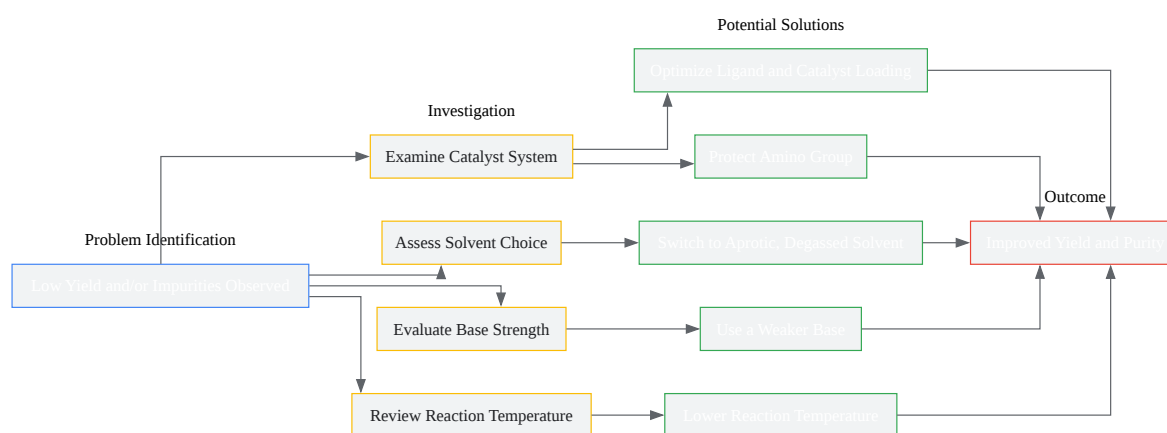 Potential Solutions
Optimize Ligand and Catalyst Loading
Investigation
Examine Catalyst System
Protect Amino Group
Outcome
Problem Identification
Assess Solvent Choice
Switch to Aprotic, Degassed Solvent
Improved Yield and Purity
Low Yield and/or Impurities Observed
Evaluate Base Strength
Use a Weaker Base
Review Reaction Temperature
Lower Reaction Temperature